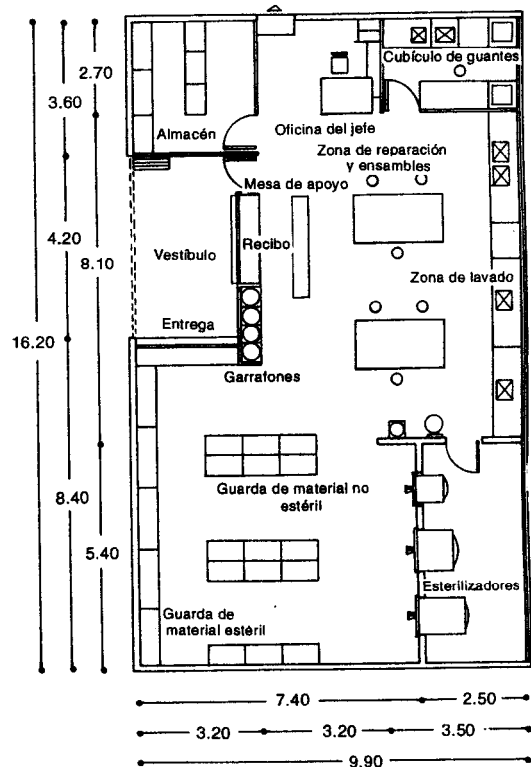 2.70
3.60
Cubículo de guantes
Almacén
Oficina del jefe
Zona de reparación
y ensambles
Mesa de apoyo
4.20
8.10
Vestíbulo
Recibo
Zona de lavado
16.20
Entrega
Garrafones
8.40
Guarda de material no
estéril
5.40
Esterilizadores
Guarda de
material estéril
7.40
2.50
3.20
3.20
3.50
9.90